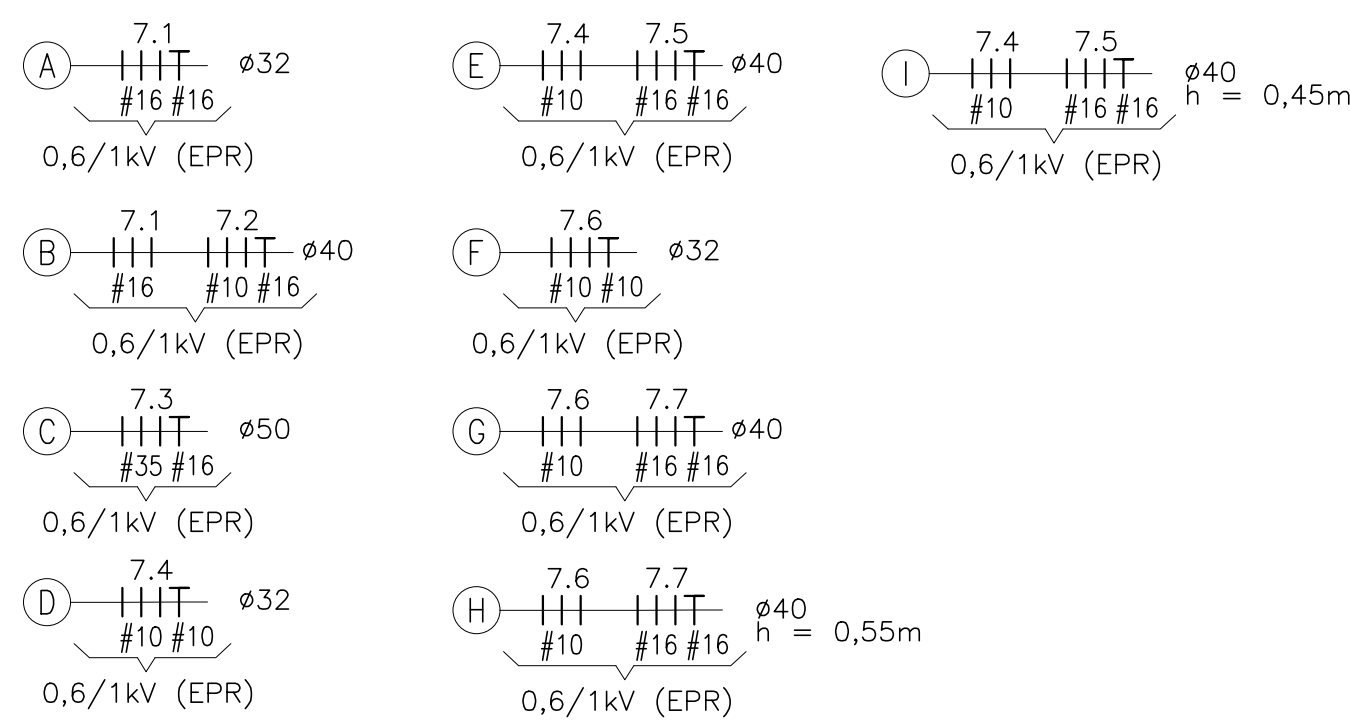 7.1
A ø32
#16 #16
0,6/1kV (EPR)
7.1 7.2
B ø40
#16 #10 #16
0,6/1kV (EPR)
7.3
C ø50
#35 #16
0,6/1kV (EPR)
7.4
D ø32
#10 #10
0,6/1kV (EPR)
7.4 7.5
E ø40
#10 #16 #16
0,6/1kV (EPR)
7.6
F ø32
#10 #10
0,6/1kV (EPR)
7.6 7.7
G ø40
#10 #16 #16
0,6/1kV (EPR)
7.6 7.7
H ø40
h = 0,55m
#10 #16 #16
0,6/1kV (EPR)
7.4 7.5
I ø40
h = 0,45m
#10 #16 #16
0,6/1kV (EPR)